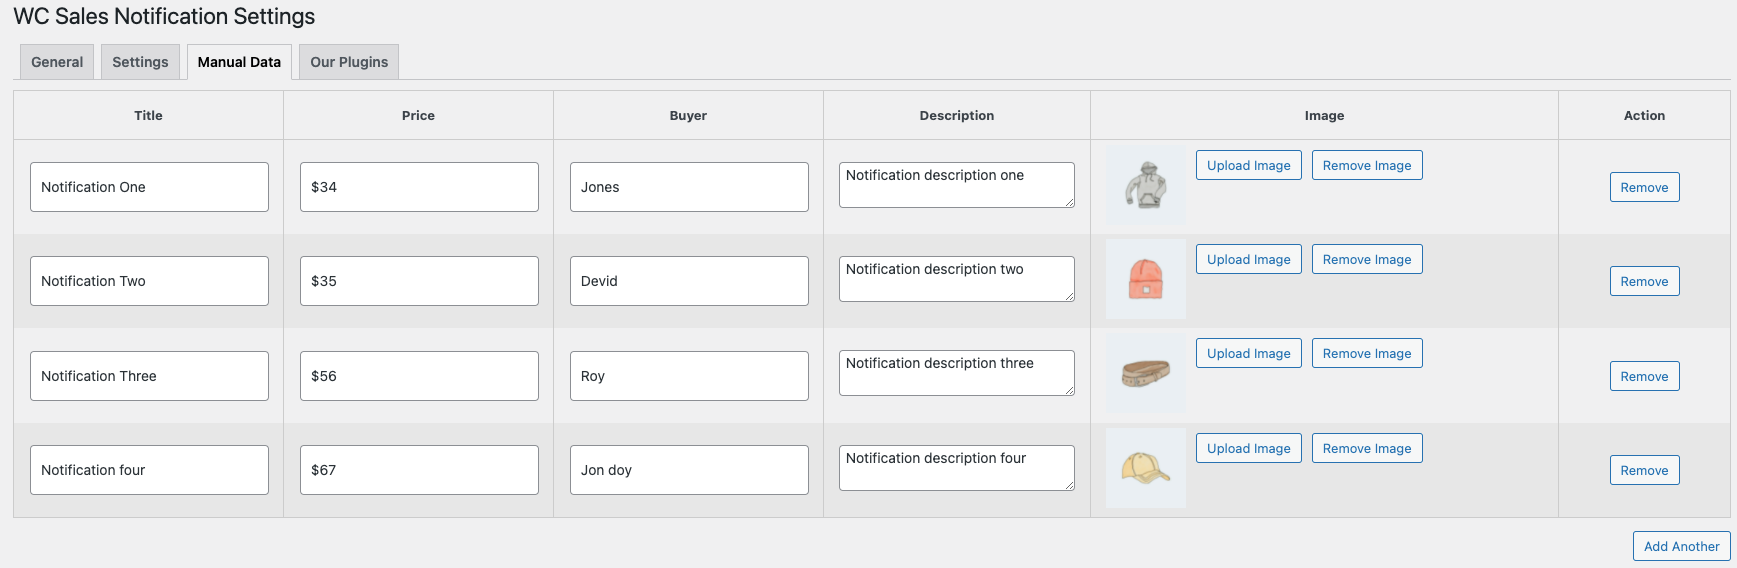 WC Sales Notification Settings
General Settings Manual Data Our Plugins
Title Price Buyer Description Image Action
Notification One $34 Jones Notification description one Upload Image Remove Image Remove
Notification Two $35 Devid Notification description two Upload Image Remove Image Remove
Notification Three $56 Roy Notification description three Upload Image Remove Image Remove
Notification four $67 Jon doy Notification description four Upload Image Remove Image Remove
Add Another